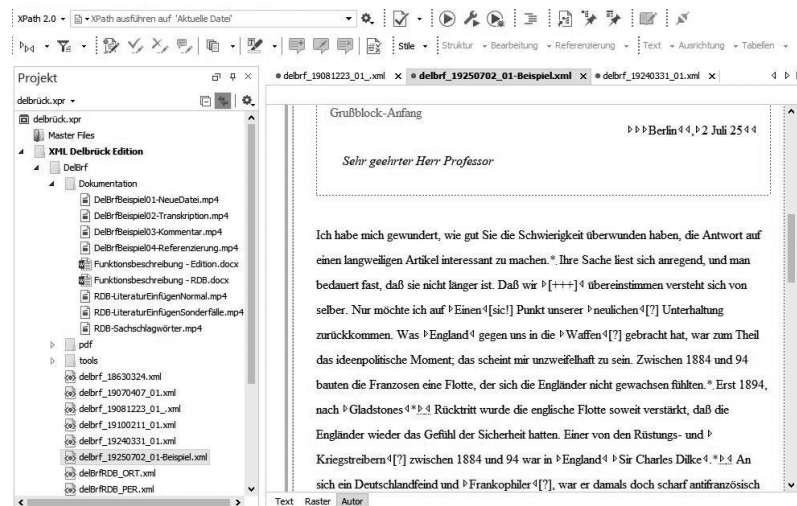 XPath 2.0 XPath ausführen auf 'Aktuelle Datei'
Stile Struktur Bearbeitung Referenzierung Text Ausrichtung Tabellen
Projekt
delbrück.xpr
delbrück.xpr
Master Files
XML Delbrück Edition
DelBrf
Dokumentation
DelBrfBeispiel01-NeueDatei.mp4
DelBrfBeispiel02-Transkription.mp4
DelBrfBeispiel03-Kommentar.mp4
DelBrfBeispiel04-Referenzierung.mp4
Funktionsbeschreibung - Edition.docx
Funktionsbeschreibung - RDB.docx
RDB-LiteraturEinfügenNormal.mp4
RDB-LiteraturEinfügenSonderfälle.mp4
RDB-Sachschlagwörter.mp4
pdf
tools
delbrf_18630324.xml
delbrf_19070407_01.xml
delbrf_19081223_01_.xml
delbrf_19100211_01.xml
delbrf_19240331_01.xml
delbrf_19250702_01-Beispiel.xml
delBrfRDB_ORT.xml
delBrfRDB_PER.xml
delbrf_19081223_01_.xml × delbrf_19250702_01-Beispiel.xml × delbrf_19240331_01.xml ×
Grußblock-Anfang
Berlin, 2 Juli 25
Sehr geehrter Herr Professor
Ich habe mich gewundert, wie gut Sie die Schwierigkeit überwunden haben, die Antwort auf
einen langweiligen Artikel interessant zu machen.* Ihre Sache liest sich anregend, und man
bedauert fast, daß sie nicht länger ist. Daß wir [+++] übereinstimmen versteht sich von
selber. Nur möchte ich auf Einen [sic!] Punkt unserer neulichen [?] Unterhaltung
zurückkommen. Was England gegen uns in die Waffen [?] gebracht hat, war zum Theil
das ideenpolitische Moment; das scheint mir unzweifelhaft zu sein. Zwischen 1884 und 94
bauten die Franzosen eine Flotte, der sich die Engländer nicht gewachsen fühlten.* Erst 1894,
nach Gladstones * Rücktritt wurde die englische Flotte soweit verstärkt, daß die
Engländer wieder das Gefühl der Sicherheit hatten. Einer von den Rüstungs- und
Kriegstreibern [?] zwischen 1884 und 94 war in England Sir Charles Dilke .* An
sich ein Deutschlandfeind und Frankophiler [?], war er damals doch scharf antifranzösisch
Text Raster Autor